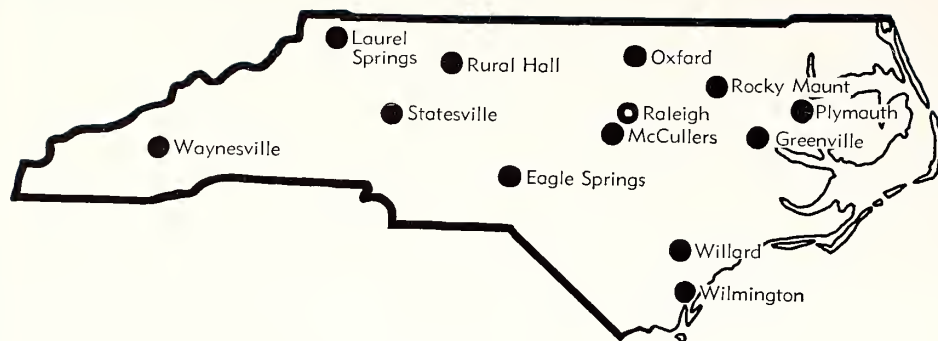 Laurel
Springs
Rural Hall
Oxford
Rocky Mount
Statesville
Raleigh
Plymouth
McCullers
Greenville
Waynesville
Eagle Springs
Willard
Wilmington